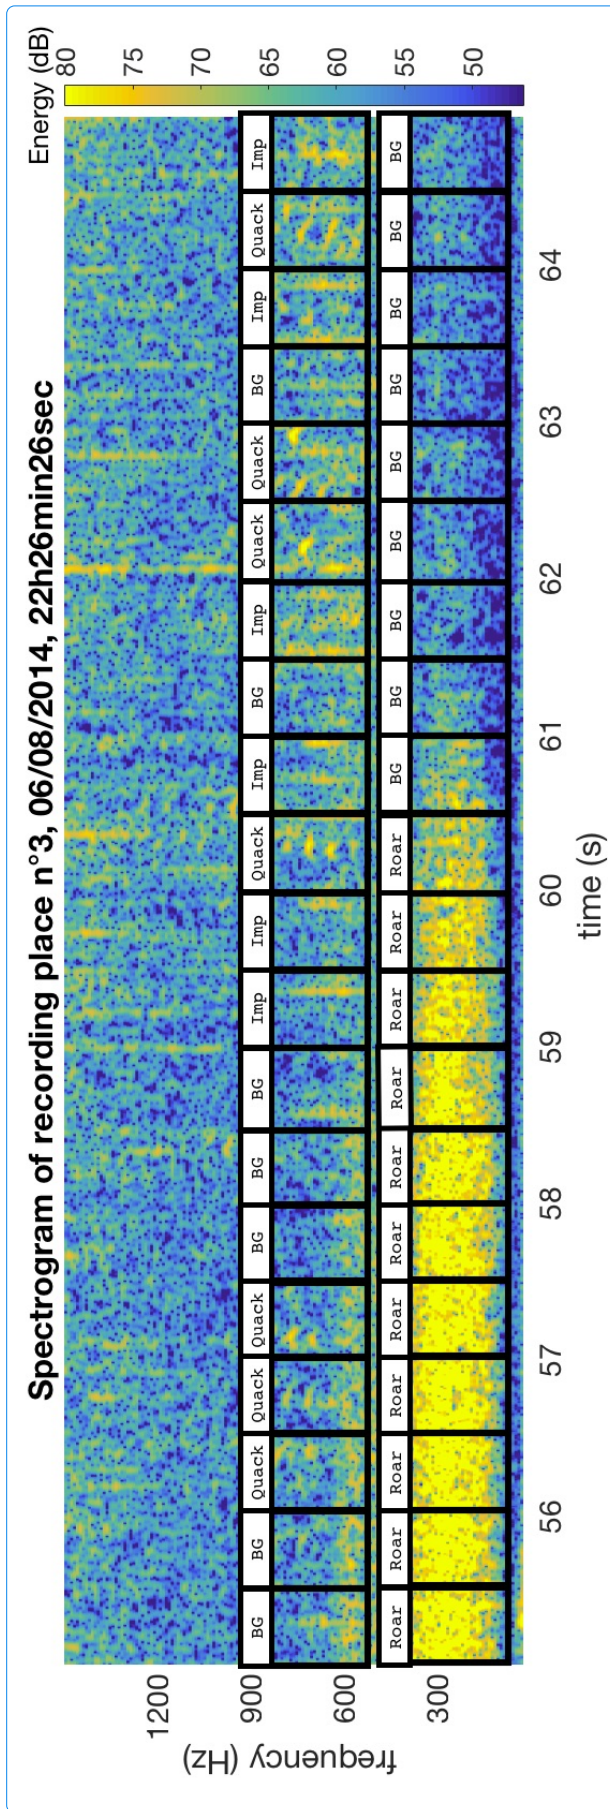 Spectrogram of recording place n°3, 06/08/2014, 22h26min26sec
Energy (dB)
80
75
70
65
60
55
50
frequency (Hz)
1200
900
600
300
BG BG Quack Quack Quack BG BG BG Imp Imp Quack Imp BG Imp Quack Quack BG Imp Quack Imp
Roar Roar Roar Roar Roar Roar Roar Roar Roar Roar Roar BG BG BG BG BG BG BG BG BG
56 57 58 59 60 61 62 63 64
time (s)